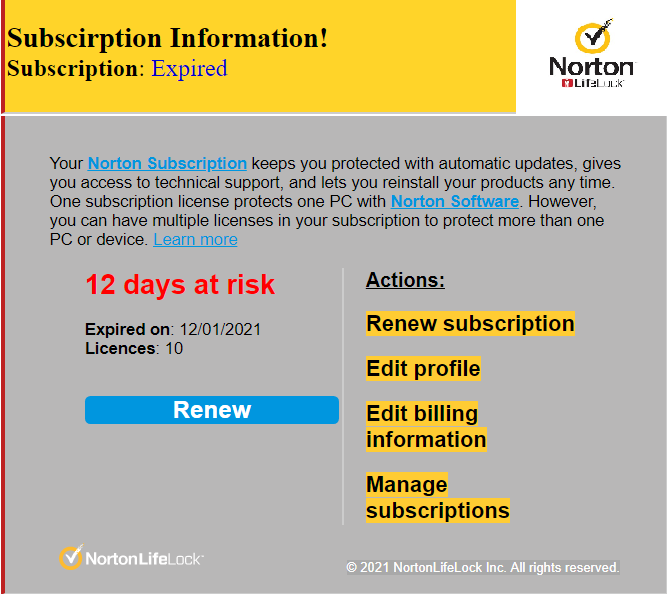 Subscirption Information!
Subscription: Expired
Norton
LifeLock
Your Norton Subscription keeps you protected with automatic updates, gives
you access to technical support, and lets you reinstall your products any time.
One subscription license protects one PC with Norton Software. However,
you can have multiple licenses in your subscription to protect more than one
PC or device. Learn more
12 days at risk
Expired on: 12/01/2021
Licences: 10
Renew
Actions:
Renew subscription
Edit profile
Edit billing
information
Manage
subscriptions
NortonLifeLock
© 2021 NortonLifeLock Inc. All rights reserved.